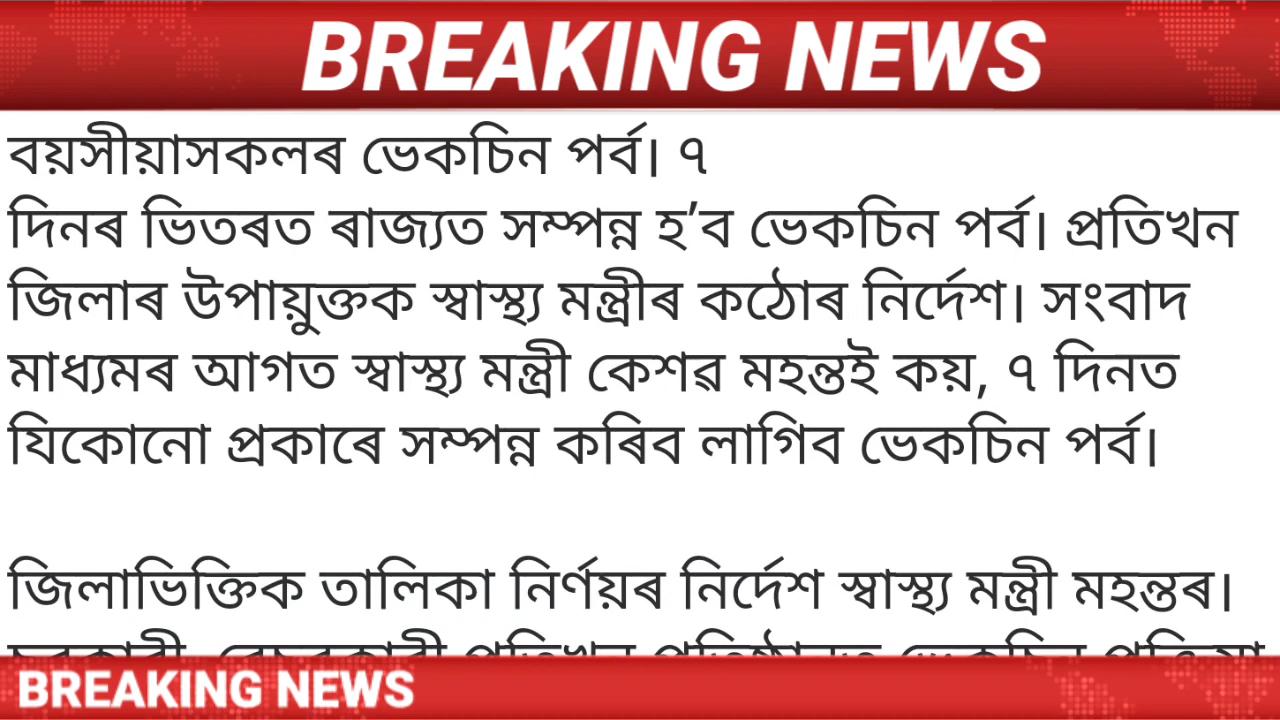 BREAKING NEWS
বয়সীয়াসকলৰ ভেকচিন পৰ্ব। ৭
দিনৰ ভিতৰত ৰাজ্যত সম্পন্ন হ’ব ভেকচিন পৰ্ব। প্ৰতিখন
জিলাৰ উপায়ুক্তক স্বাস্থ্য মন্ত্ৰীৰ কঠোৰ নিৰ্দেশ। সংবাদ
মাধ্যমৰ আগত স্বাস্থ্য মন্ত্ৰী কেশৱ মহন্তই কয়, ৭ দিনত
যিকোনো প্ৰকাৰে সম্পন্ন কৰিব লাগিব ভেকচিন পৰ্ব।
জিলাভিক্তিক তালিকা নিৰ্ণয়ৰ নিৰ্দেশ স্বাস্থ্য মন্ত্ৰী মহন্তৰ।
BREAKING NEWS